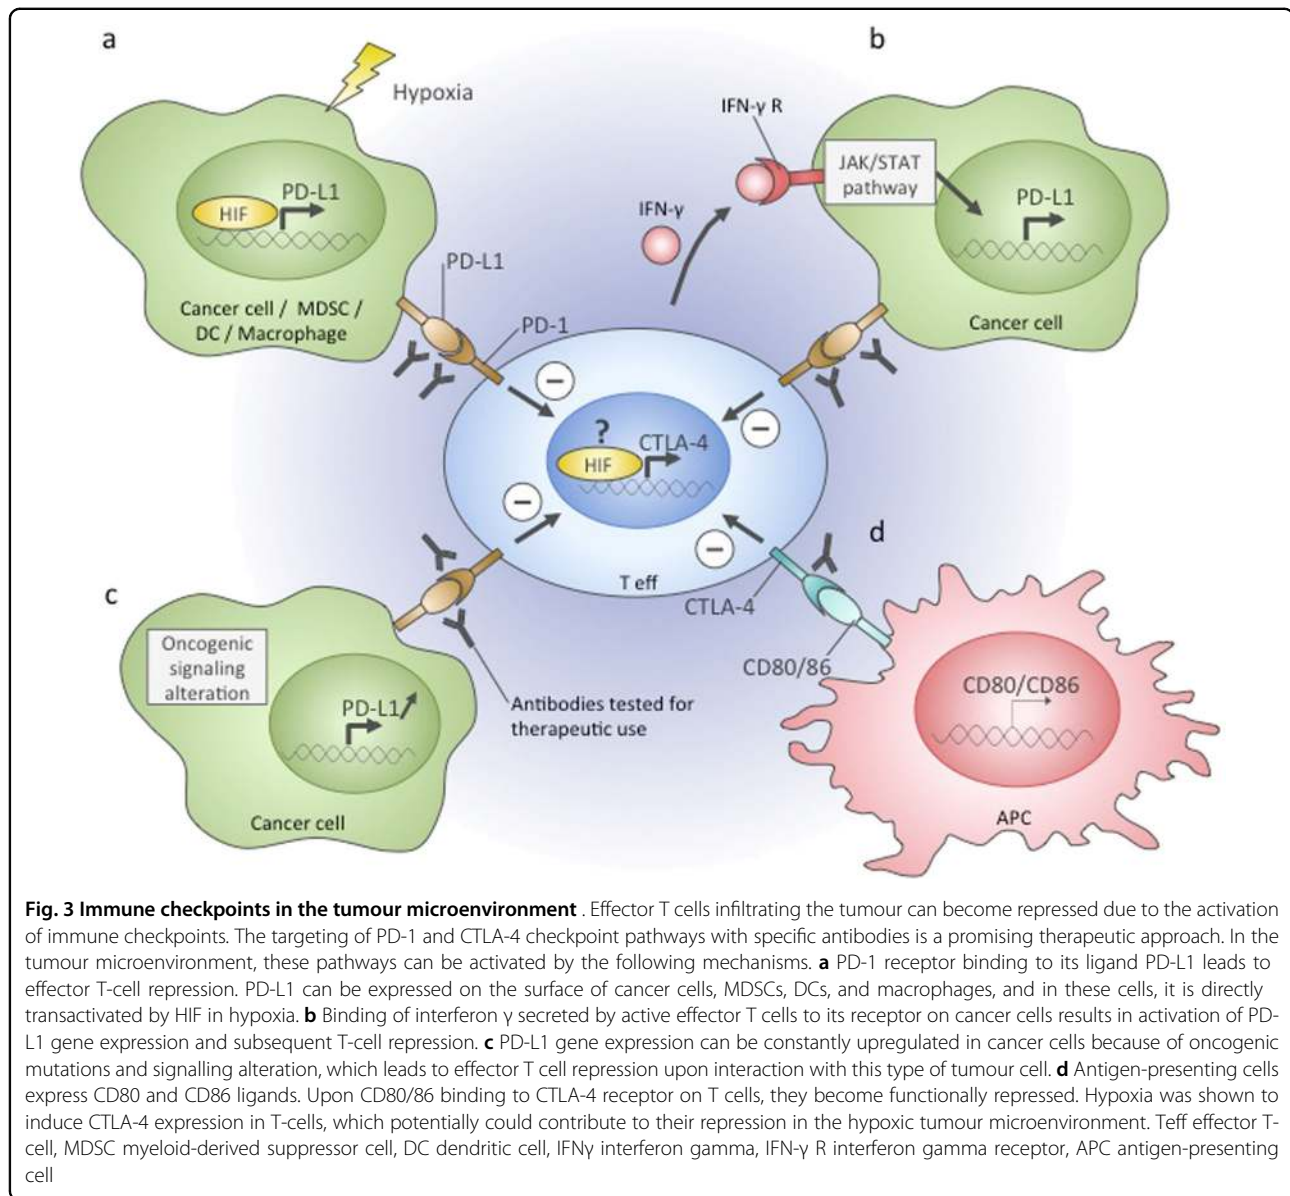 a
b
Hypoxia
IFN-γ R
JAK/STAT
pathway
PD-L1
HIF
PD-L1
IFN-γ
PD-L1
Cancer cell / MDSC /
DC / Macrophage
PD-1
Cancer cell
?
CTLA-4
HIF
T eff
d
c
CTLA-4
Oncogenic
signaling
alteration
CD80/86
PD-L1
Antibodies tested for
therapeutic use
CD80/CD86
Cancer cell
APC
Fig. 3 Immune checkpoints in the tumour microenvironment . Effector T cells infiltrating the tumour can become repressed due to the activation
of immune checkpoints. The targeting of PD-1 and CTLA-4 checkpoint pathways with specific antibodies is a promising therapeutic approach. In the
tumour microenvironment, these pathways can be activated by the following mechanisms. a PD-1 receptor binding to its ligand PD-L1 leads to
effector T-cell repression. PD-L1 can be expressed on the surface of cancer cells, MDSCs, DCs, and macrophages, and in these cells, it is directly
transactivated by HIF in hypoxia. b Binding of interferon γ secreted by active effector T cells to its receptor on cancer cells results in activation of PD-
L1 gene expression and subsequent T-cell repression. c PD-L1 gene expression can be constantly upregulated in cancer cells because of oncogenic
mutations and signalling alteration, which leads to effector T cell repression upon interaction with this type of tumour cell. d Antigen-presenting cells
express CD80 and CD86 ligands. Upon CD80/86 binding to CTLA-4 receptor on T cells, they become functionally repressed. Hypoxia was shown to
induce CTLA-4 expression in T-cells, which potentially could contribute to their repression in the hypoxic tumour microenvironment. Teff effector T-
cell, MDSC myeloid-derived suppressor cell, DC dendritic cell, IFNγ interferon gamma, IFN-γ R interferon gamma receptor, APC antigen-presenting
cell